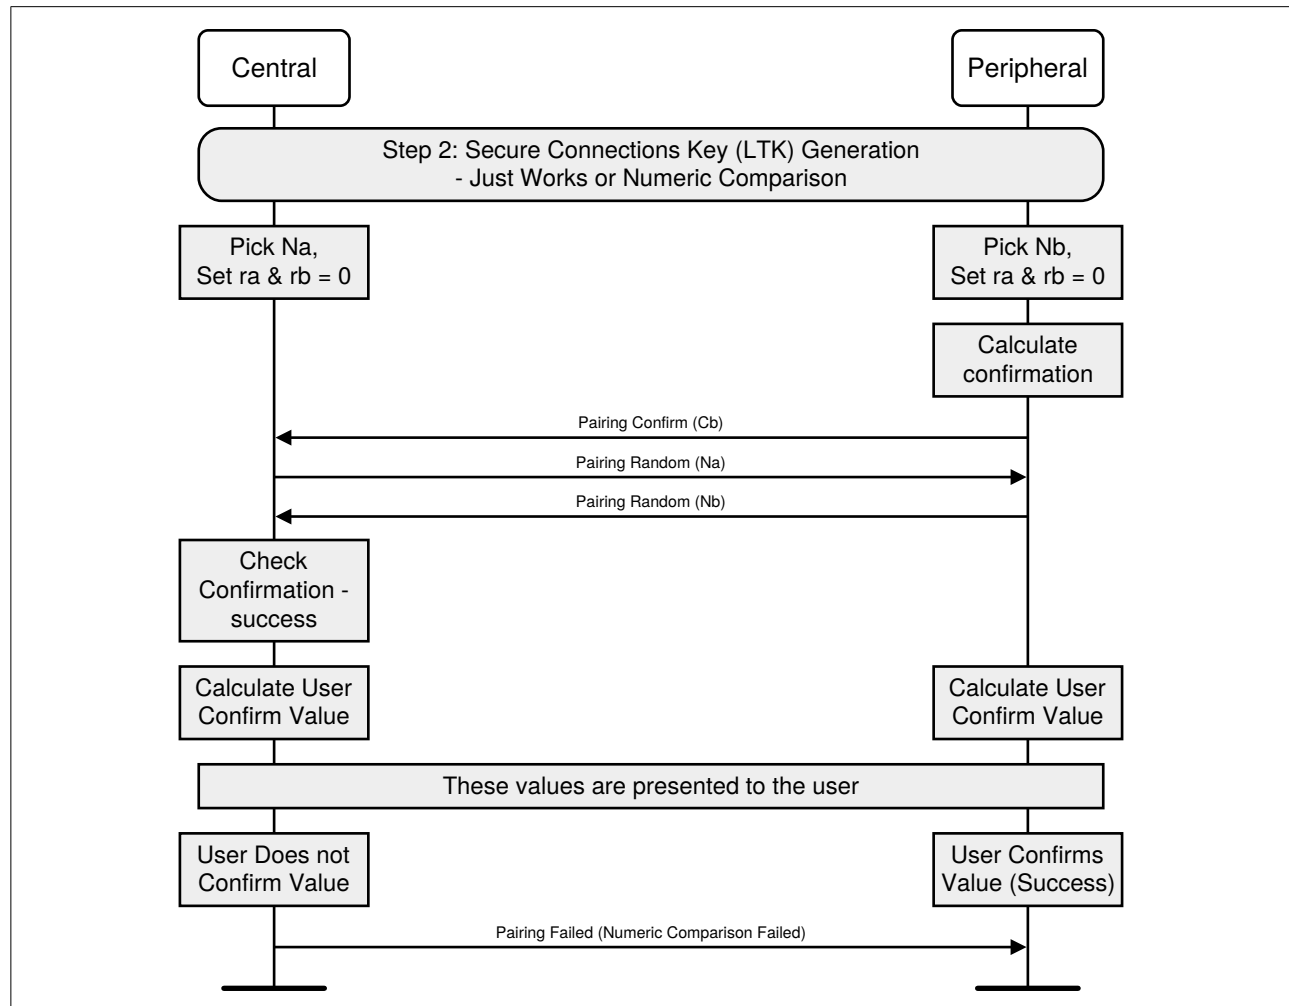 Central
Peripheral
Step 2: Secure Connections Key (LTK) Generation
- Just Works or Numeric Comparison
Pick Na,
Set ra & rb = 0
Pick Nb,
Set ra & rb = 0
Calculate
confirmation
Pairing Confirm (Cb)
Pairing Random (Na)
Pairing Random (Nb)
Check
Confirmation -
success
Calculate User
Confirm Value
Calculate User
Confirm Value
These values are presented to the user
User Does not
Confirm Value
User Confirms
Value (Success)
Pairing Failed (Numeric Comparison Failed)